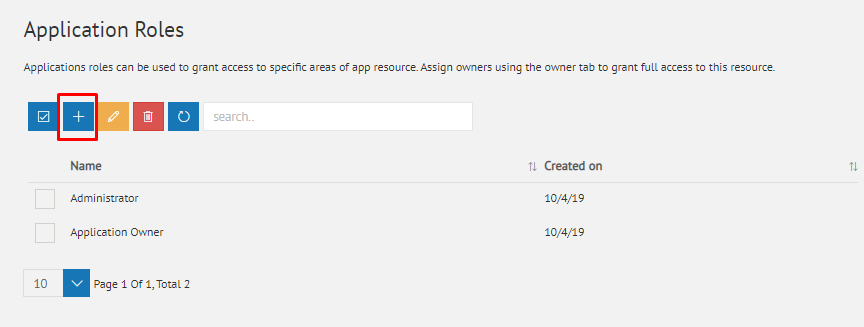 Application Roles
Applications roles can be used to grant access to specific areas of app resource. Assign owners using the owner tab to grant full access to this resource.
search..
Name Created on
Administrator 10/4/19
Application Owner 10/4/19
10 Page 1 Of 1, Total 2